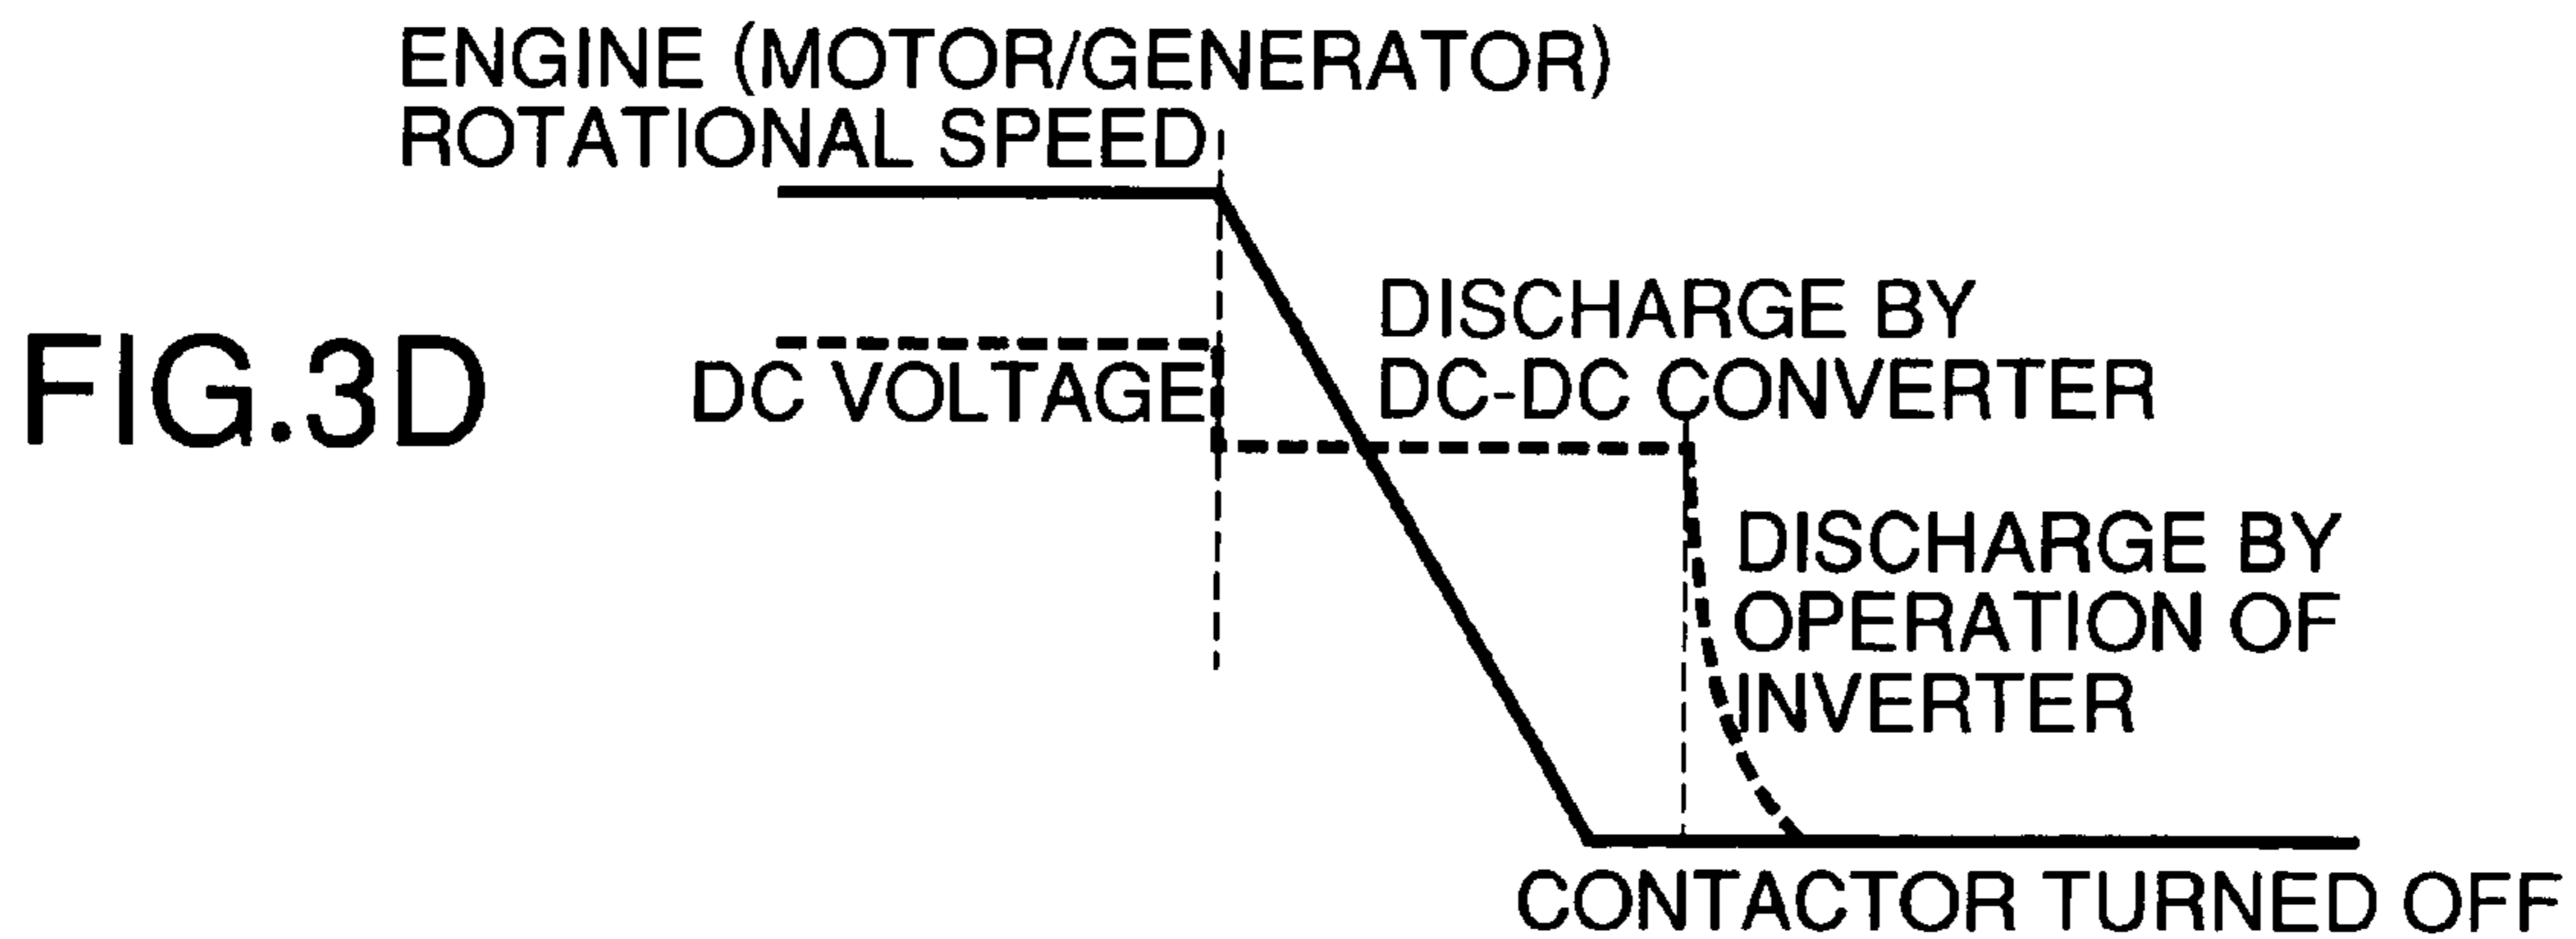 ENGINE (MOTOR/GENERATOR)
ROTATIONAL SPEED
FIG.3D
DC VOLTAGE
DISCHARGE BY
DC-DC CONVERTER
DISCHARGE BY
OPERATION OF
INVERTER
CONTACTOR TURNED OFF